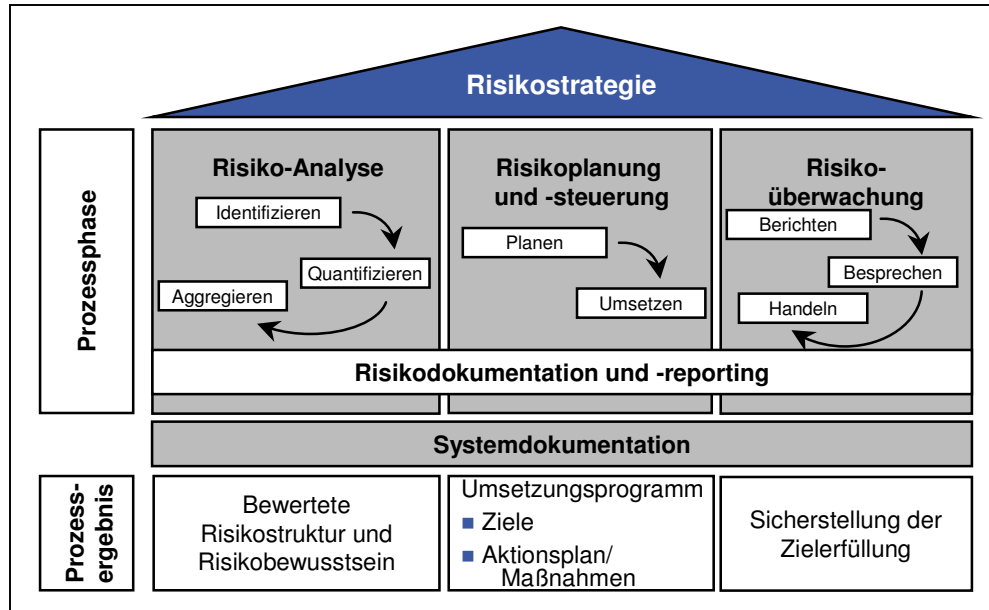 Risikostrategie
Prozessphase
Risiko-Analyse
Identifizieren
Quantifizieren
Aggregieren
Risikoplanung
und -steuerung
Planen
Umsetzen
Risiko-
überwachung
Berichten
Besprechen
Handeln
Risikodokumentation und -reporting
Systemdokumentation
Prozess-
ergebnis
Bewertete
Risikostruktur und
Risikobewusstsein
Umsetzungsprogramm
Ziele
Aktionsplan/
Maßnahmen
Sicherstellung der
Zielerfüllung